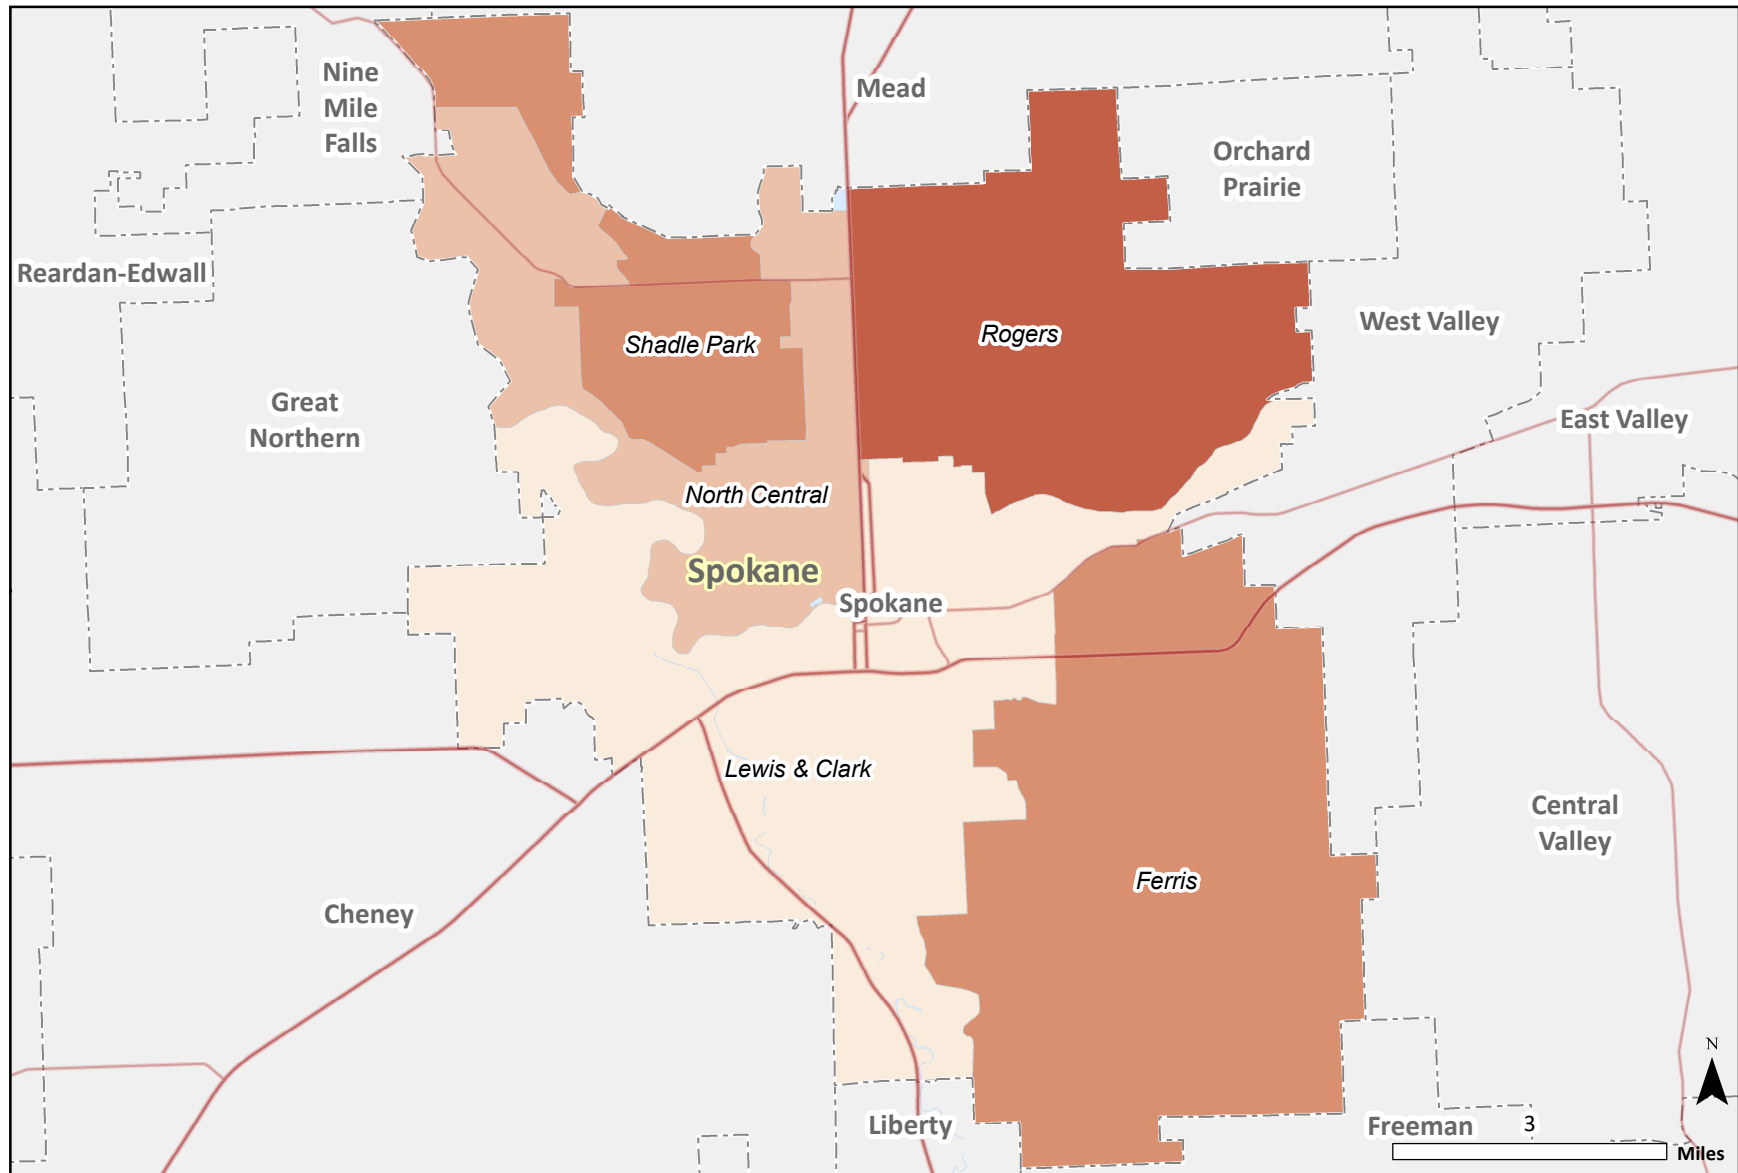 Nine
Mile
Falls
Mead
Orchard
Prairie
Reardan-Edwall
West Valley
Shadle Park
Rogers
Great
Northern
East Valley
North Central
Spokane
Spokane
Lewis & Clark
Central
Valley
Ferris
Cheney
N
Liberty
Freeman
3
Miles